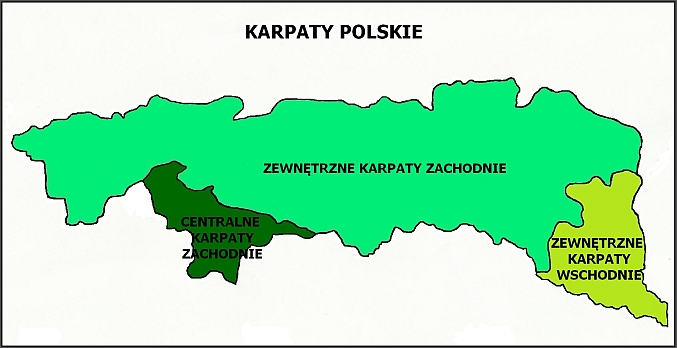 KARPATY POLSKIE
ZEWNĘTRZNE KARPATY ZACHODNIE
CENTRALNE
KARPATY
ZACHODNIE
ZEWNĘTRZNE
KARPATY
WSCHODNIE